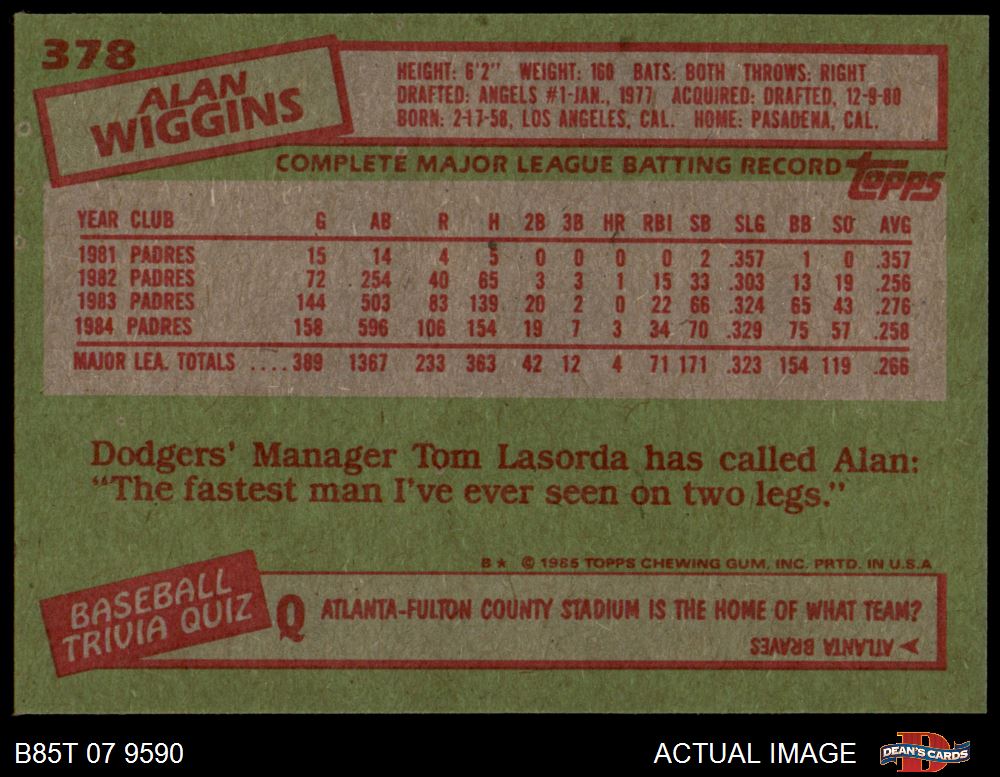 378
ALAN
WIGGINS
HEIGHT: 6'2" WEIGHT: 160 BATS: BOTH THROWS: RIGHT
DRAFTED: ANGELS #1-JAN., 1977 ACQUIRED: DRAFTED, 12-9-80
BORN: 2-17-58, LOS ANGELES, CAL. HOME: PASADENA, CAL.
COMPLETE MAJOR LEAGUE BATTING RECORD topps
YEAR CLUB G AB R H 2B 3B HR RBI SB SLG BB SO AVG
1981 PADRES 15 14 4 5 0 0 0 0 2 .357 1 0 .357
1982 PADRES 72 254 40 65 3 3 1 15 33 .303 13 19 .256
1983 PADRES 144 503 83 139 20 2 0 22 66 .324 65 43 .276
1984 PADRES 158 596 106 154 19 7 3 34 70 .329 75 57 .258
MAJOR LEA. TOTALS ....389 1367 233 363 42 12 4 71 171 .323 154 119 .266
Dodgers' Manager Tom Lasorda has called Alan:
"The fastest man I've ever seen on two legs."
B★ © 1985 TOPPS CHEWING GUM, INC. PRTD. IN U.S.A
BASEBALL
TRIVIA QUIZ
Q ATLANTA-FULTON COUNTY STADIUM IS THE HOME OF WHAT TEAM?
ATLANTA BRAVES
B85T 07 9590
ACTUAL IMAGE
D
DEAN'S CARDS